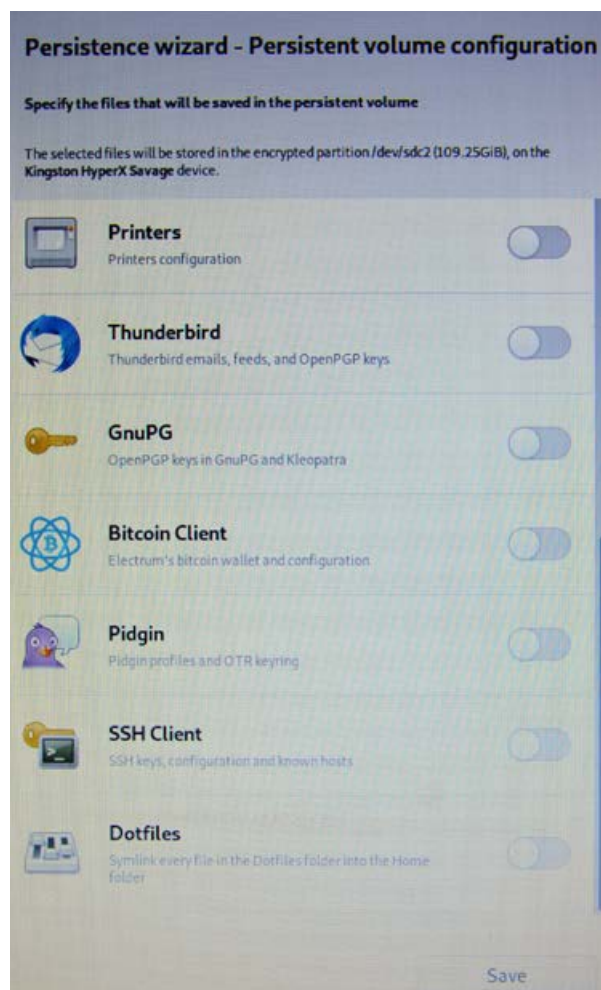 Persistence wizard - Persistent volume configuration
Specify the files that will be saved in the persistent volume
The selected files will be stored in the encrypted partition /dev/sdc2 (109.25GiB), on the
Kingston HyperX Savage device.
Printers
Printers configuration
Thunderbird
Thunderbird emails, feeds, and OpenPGP keys
GnuPG
OpenPGP keys in GnuPG and Kleopatra
Bitcoin Client
Electrum's bitcoin wallet and configuration
Pidgin
Pidgin profiles and OTR keyring
SSH Client
SSH keys, configuration and known hosts
Dotfiles
Symlink every file in the Dotfiles folder into the Home
folder
Save